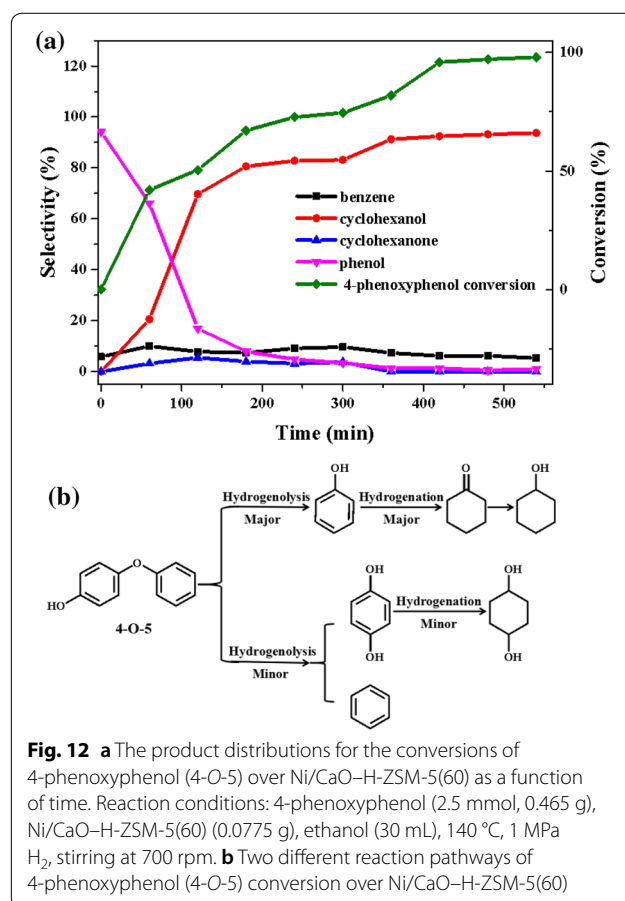 (a)
120
100
80
60
40
20
0
Selectivity (%)
100
50
0
Conversion (%)
benzene
cyclohexanol
cyclohexanone
phenol
4-phenoxyphenol conversion
0 100 200 300 400 500
Time (min)
(b)
OH O OH
Hydrogenolysis Hydrogenation
Major Major
O
HO
4-O-5
OH OH
Hydrogenation
Minor
OH OH
Hydrogenolysis
Minor
Fig. 12 a The product distributions for the conversions of
4-phenoxyphenol (4-O-5) over Ni/CaO–H-ZSM-5(60) as a function
of time. Reaction conditions: 4-phenoxyphenol (2.5 mmol, 0.465 g),
Ni/CaO–H-ZSM-5(60) (0.0775 g), ethanol (30 mL), 140 °C, 1 MPa
H₂, stirring at 700 rpm. b Two different reaction pathways of
4-phenoxyphenol (4-O-5) conversion over Ni/CaO–H-ZSM-5(60)